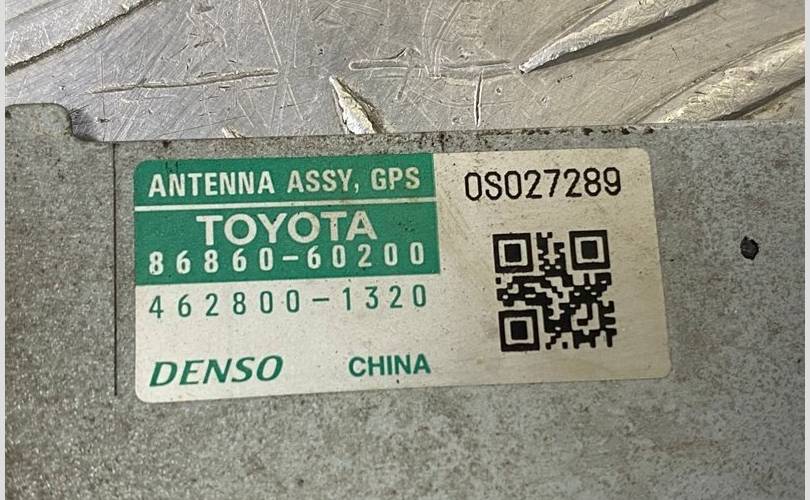 ANTENNA ASSY, GPS
0S027289
TOYOTA
86860-60200
462800-1320
DENSO CHINA